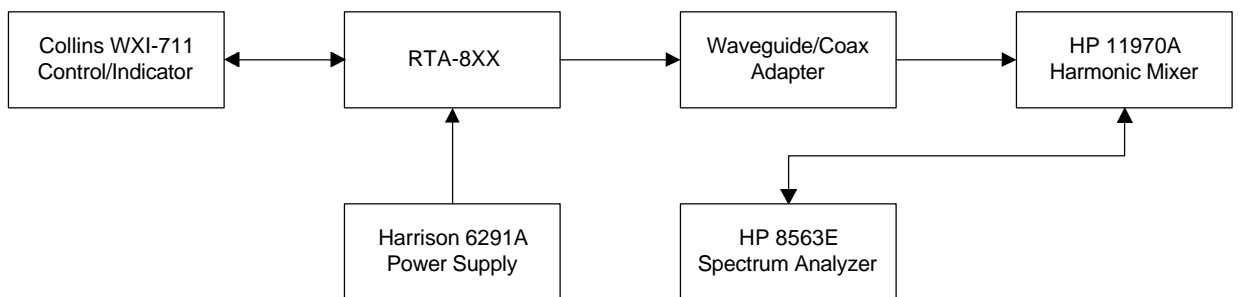 Collins WXI-711
Control/Indicator
RTA-8XX
Waveguide/Coax
Adapter
HP 11970A
Harmonic Mixer
Harrison 6291A
Power Supply
HP 8563E
Spectrum Analyzer